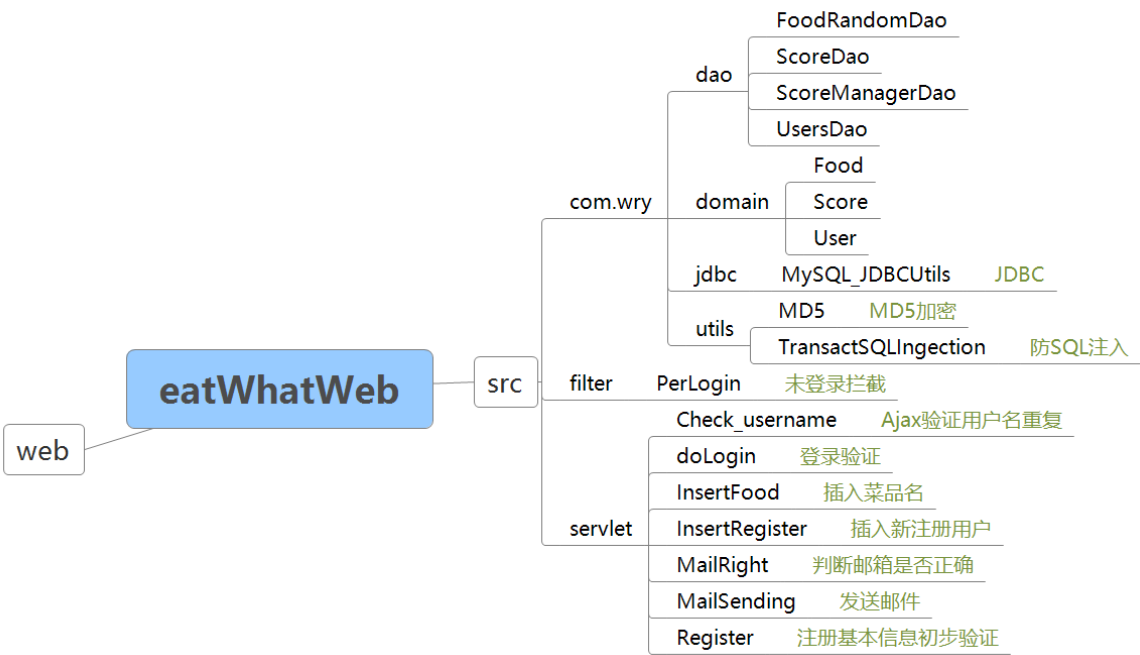 FoodRandomDao
ScoreDao
dao
ScoreManagerDao
UsersDao
Food
com.wry
domain
Score
User
jdbc MySQL_JDBCUtils JDBC
MD5 MD5加密
utils
TransactSQLIngection 防SQL注入
eatWhatWeb
src
filter PerLogin 未登录拦截
web
Check_username Ajax验证用户名重复
doLogin 登录验证
InsertFood 插入菜品名
servlet
InsertRegister 插入新注册用户
MailRight 判断邮箱是否正确
MailSending 发送邮件
Register 注册基本信息初步验证